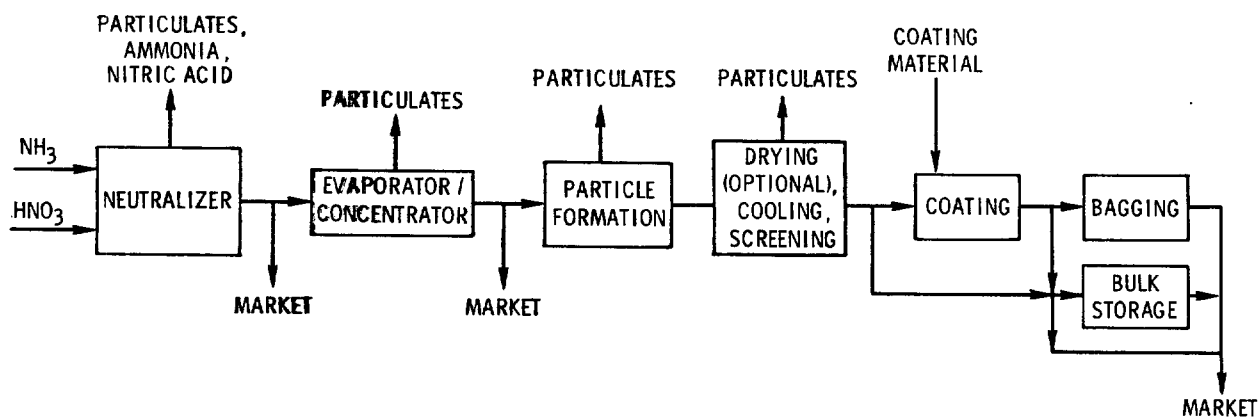 PARTICULATES,
AMMONIA,
NITRIC ACID
NH3
HNO3
NEUTRALIZER
MARKET
PARTICULATES
EVAPORATOR /
CONCENTRATOR
MARKET
PARTICULATES
PARTICLE
FORMATION
PARTICULATES
DRYING
(OPTIONAL),
COOLING,
SCREENING
COATING
MATERIAL
COATING
BAGGING
BULK
STORAGE
MARKET